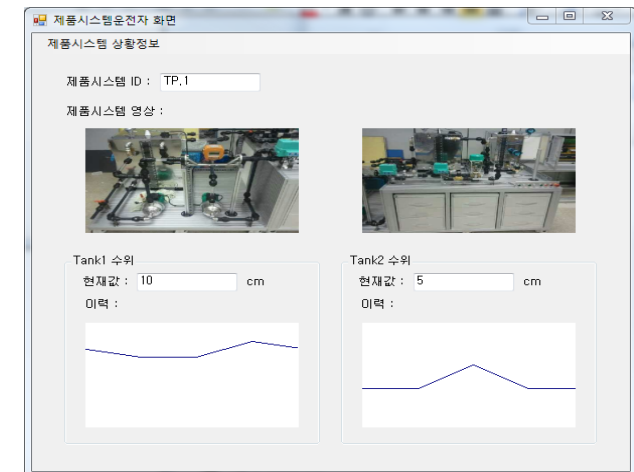 제품시스템운전자 화면
제품시스템 상황정보
제품시스템 ID : TP.1
제품시스템 영상 :
Tank1 수위
현재값 : 10 cm
이력 :
Tank2 수위
현재값 : 5 cm
이력 :